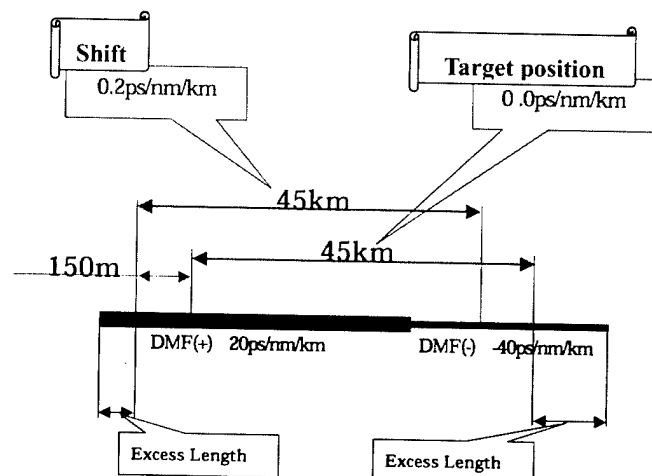 Shift
0.2ps/nm/km
Target position
0 .0ps/nm/km
45km
45km
150m
DMF(+) 20ps/nm/km
DMF(-) -40ps/nm/km
Excess Length
Excess Length